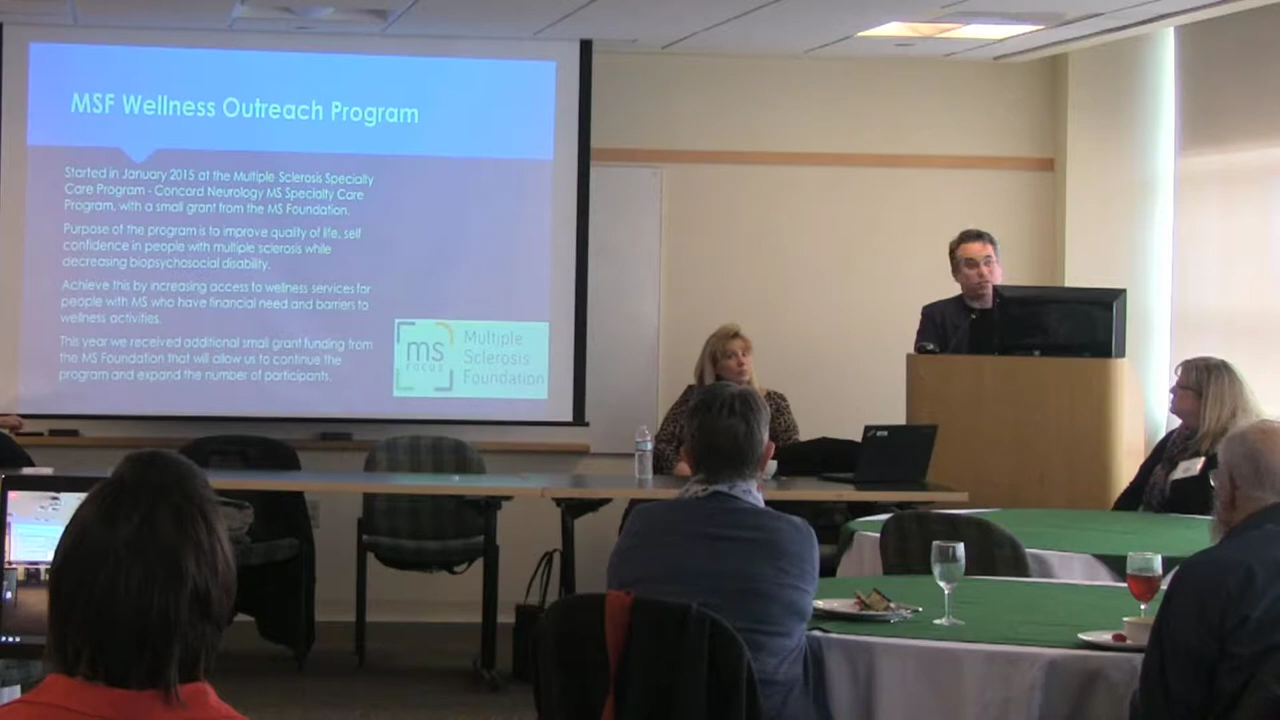 MSF Wellness Outreach Program
Started in January 2015 at the Multiple Sclerosis Specialty
Care Program - Concord Neurology MS Specialty Care
Program, with a small grant from the MS Foundation.
Purpose of the program is to improve quality of life, self
confidence in people with multiple sclerosis while
decreasing biopsychosocial disability.
Achieve this by increasing access to wellness services for
people with MS who have financial need and barriers to
wellness activities.
This year we received additional small grant funding from
the MS Foundation that will allow us to continue the
program and expand the number of participants.
ms
FOCUS
Multiple
Sclerosis
Foundation